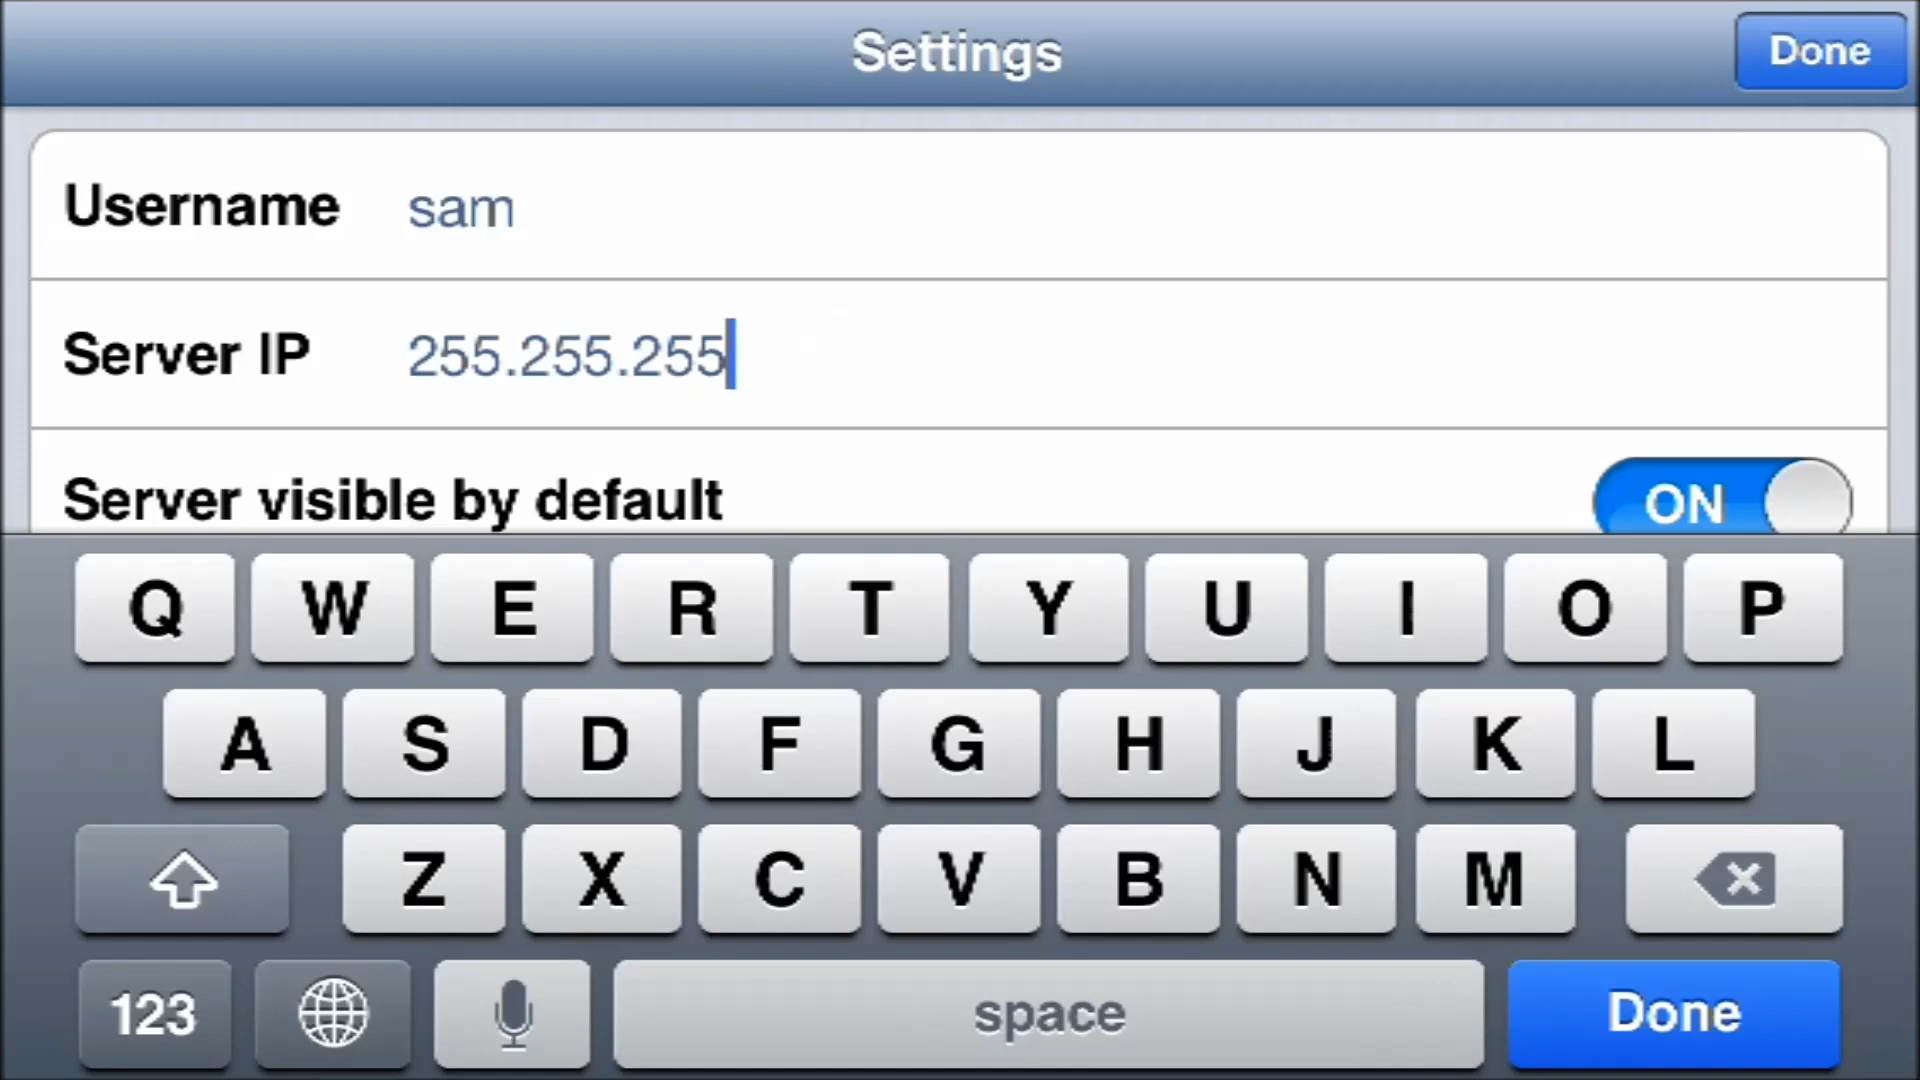 Settings Done
Username sam
Server IP 255.255.255
Server visible by default ON
Q W E R T Y U I O P
A S D F G H J K L
Z X C V B N M
123 space Done